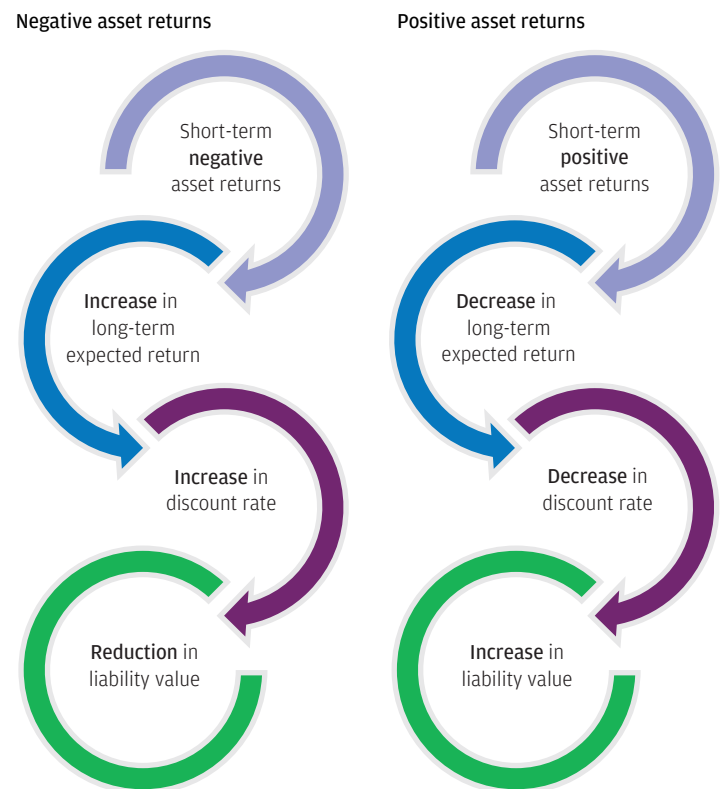 Negative asset returns
Short-term
negative
asset returns
Increase in
long-term
expected return
Increase in
discount rate
Reduction in
liability value
Positive asset returns
Short-term
positive
asset returns
Decrease in
long-term
expected return
Decrease in
discount rate
Increase in
liability value